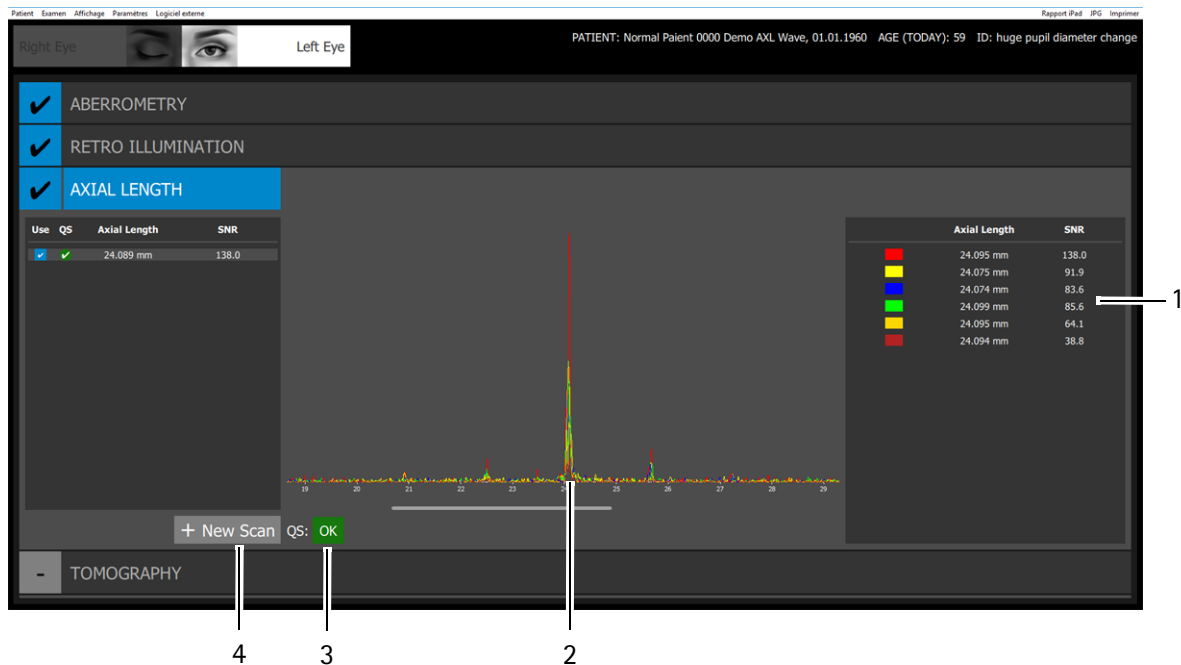 Patient Examen Affichage Paramètres Logiciel externe Rapport iPad JPG Imprimer
Right Eye Left Eye PATIENT: Normal Paient 0000 Demo AXL Wave, 01.01.1960 AGE (TODAY): 59 ID: huge pupil diameter change
ABERROMETRY
RETRO ILLUMINATION
AXIAL LENGTH
Use QS Axial Length SNR
24.089 mm 138.0
Axial Length SNR
24.095 mm 138.0
24.075 mm 91.9
24.074 mm 83.6
24.099 mm 85.6
24.095 mm 64.1
24.094 mm 38.8
1
19 20 21 22 23 25 26 27 28 29
+ New Scan QS: OK
- TOMOGRAPHY
4 3 2